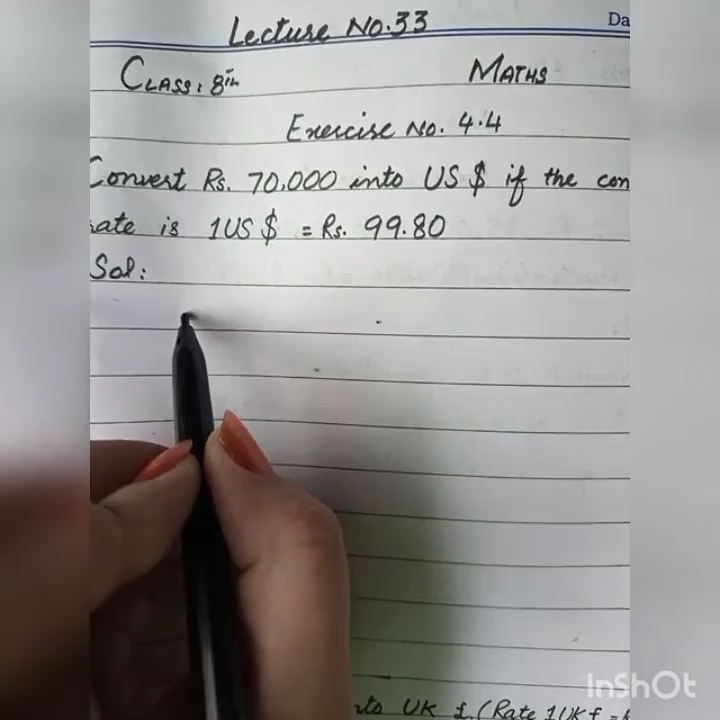 Lecture No.33
Da
CLASS: 8th
MATHS
Exercise No. 4.4
Convert Rs. 70,000 into US $ if the con
rate is 1US $ = Rs. 99.80
Sol:
nto UK £.(Rate 1UK£ =
InShOt